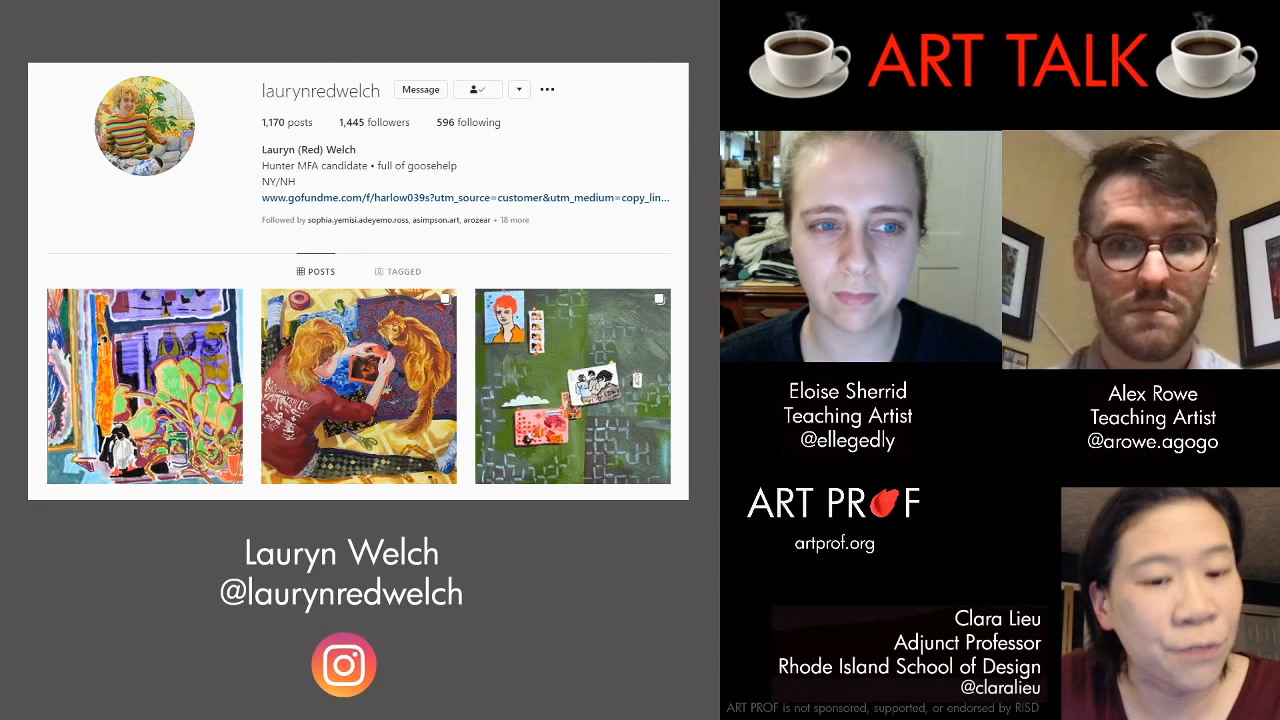 laurynredwelch
Message
1,170 posts 1,445 followers 596 following
Lauryn (Red) Welch
Hunter MFA candidate • full of goosehelp
NY/NH
www.gofundme.com/f/harlow039s?utm_source=customer&utm_medium=copy_lin...
Followed by sophia.yemisi.adeyemo.ross, asimpson.art, arozear + 18 more
POSTS
TAGGED
Lauryn Welch
@laurynredwelch
ART TALK
Eloise Sherrid
Teaching Artist
@ellegedly
Alex Rowe
Teaching Artist
@arowe.agogo
ART PROF
artprof.org
Clara Lieu
Adjunct Professor
Rhode Island School of Design
@claralieu
ART PROF is not sponsored, supported, or endorsed by RISD